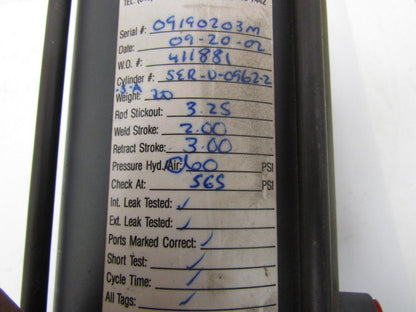 Serial #: 09190203M
Date: 09-20-02
W.O. #: 411881
Cylinder #: SER-U-0962-2
-S-A
Weight: 20
Rod Stickout: 3.25
Weld Stroke: 2.00
Retract Stroke: 3.00
Pressure Hyd./Air: 60 PSI
Check At: 565 PSI
Int. Leak Tested: ✓
Ext. Leak Tested: ✓
Ports Marked Correct: ✓
Short Test: ✓
Cycle Time: ✓
All Tags: ✓